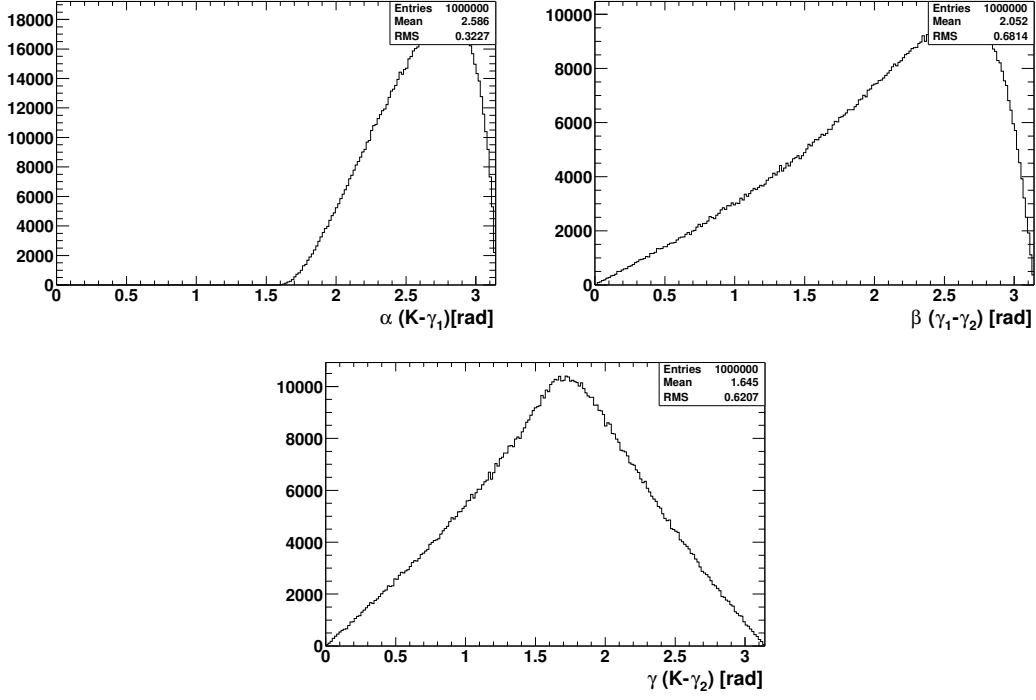 Entries 1000000
Mean 2.586
RMS 0.3227
18000
16000
14000
12000
10000
8000
6000
4000
2000
0
0 0.5 1 1.5 2 2.5 3
α (K-γ₁)[rad]
Entries 1000000
Mean 2.052
RMS 0.6814
10000
8000
6000
4000
2000
0
0 0.5 1 1.5 2 2.5 3
β (γ₁-γ₂) [rad]
Entries 1000000
Mean 1.645
RMS 0.6207
10000
8000
6000
4000
2000
0
0 0.5 1 1.5 2 2.5 3
γ (K-γ₂) [rad]